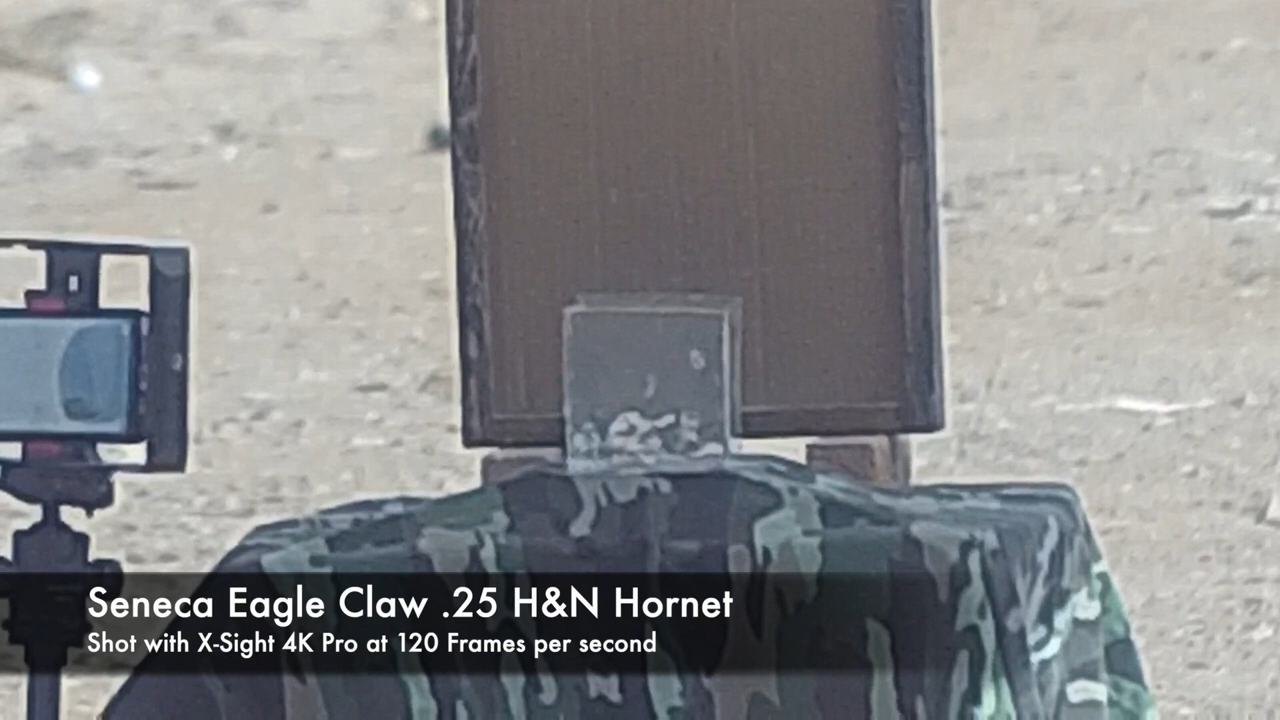 Seneca Eagle Claw .25 H&N Hornet
Shot with X-Sight 4K Pro at 120 Frames per second